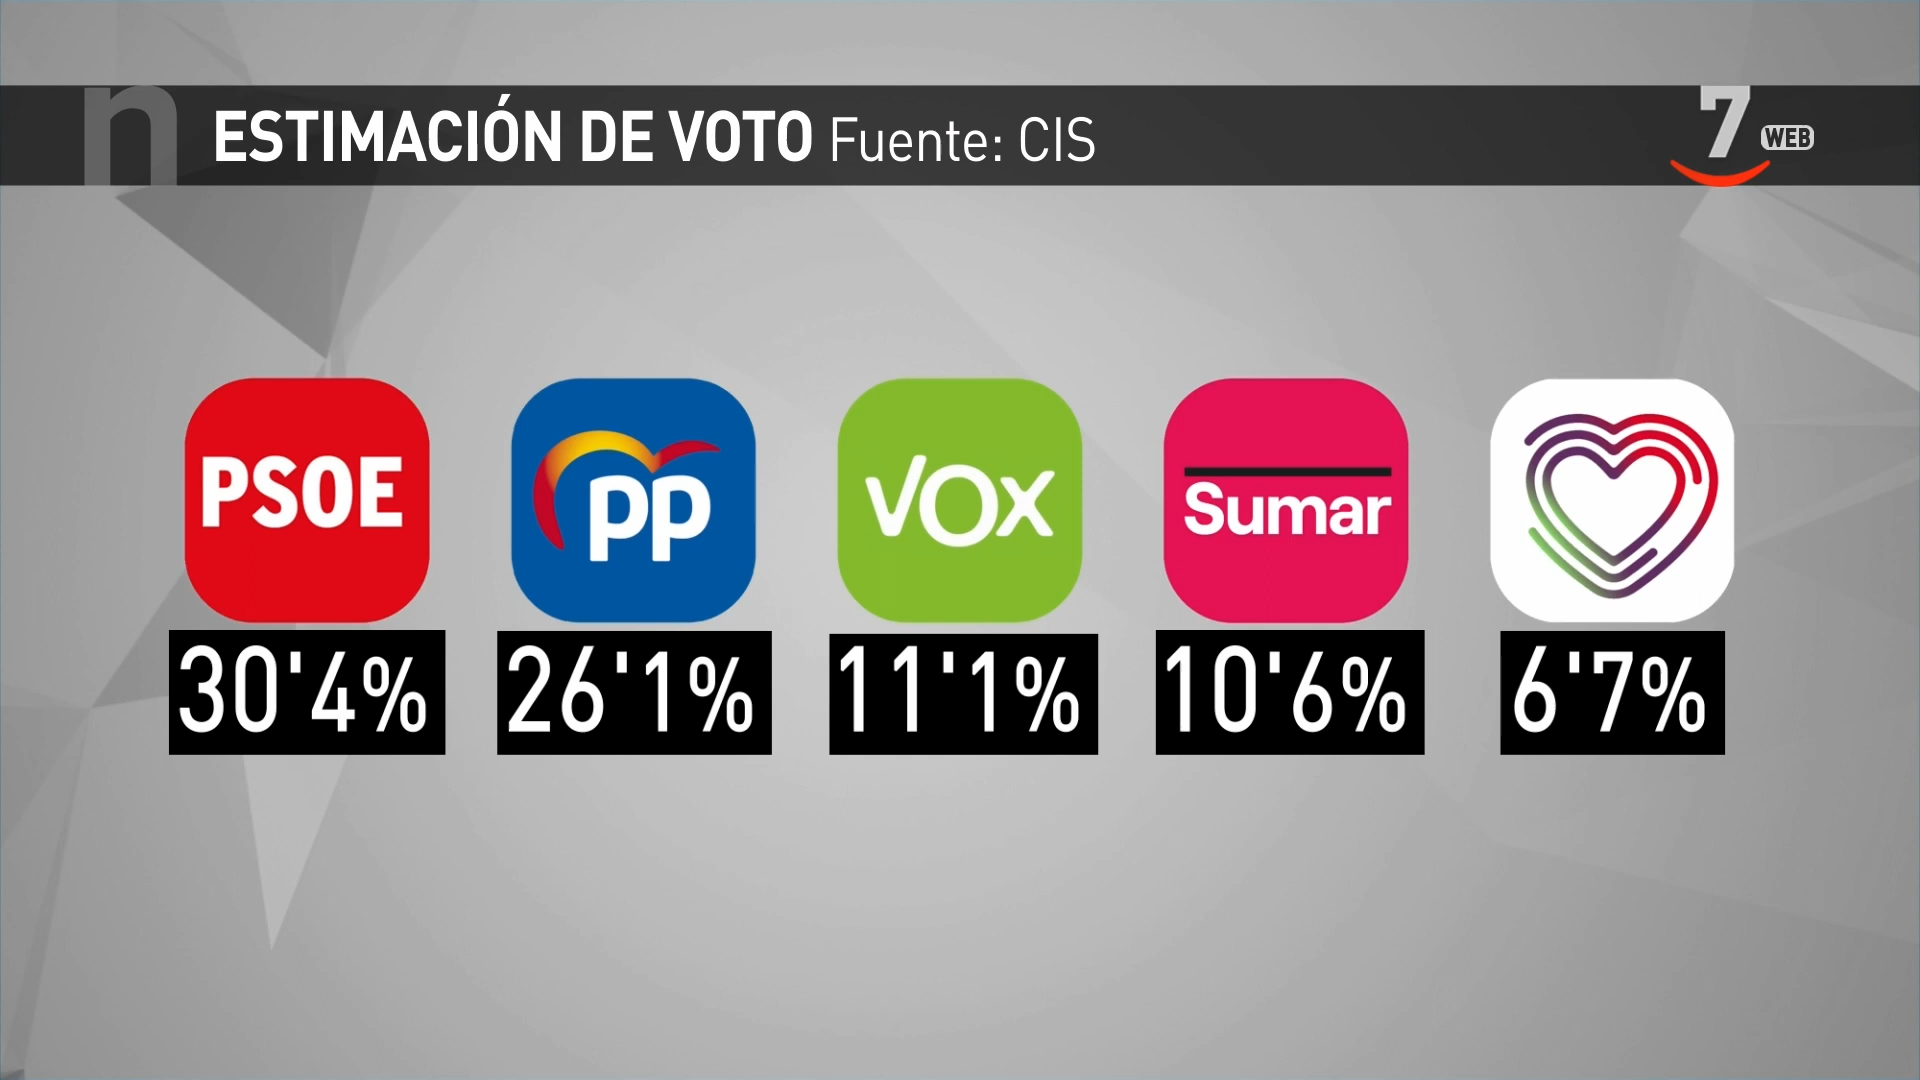 n ESTIMACIÓN DE VOTO Fuente: CIS
7 WEB
PSOE
pp
VOX
Sumar
30'4%
26'1%
11'1%
10'6%
6'7%